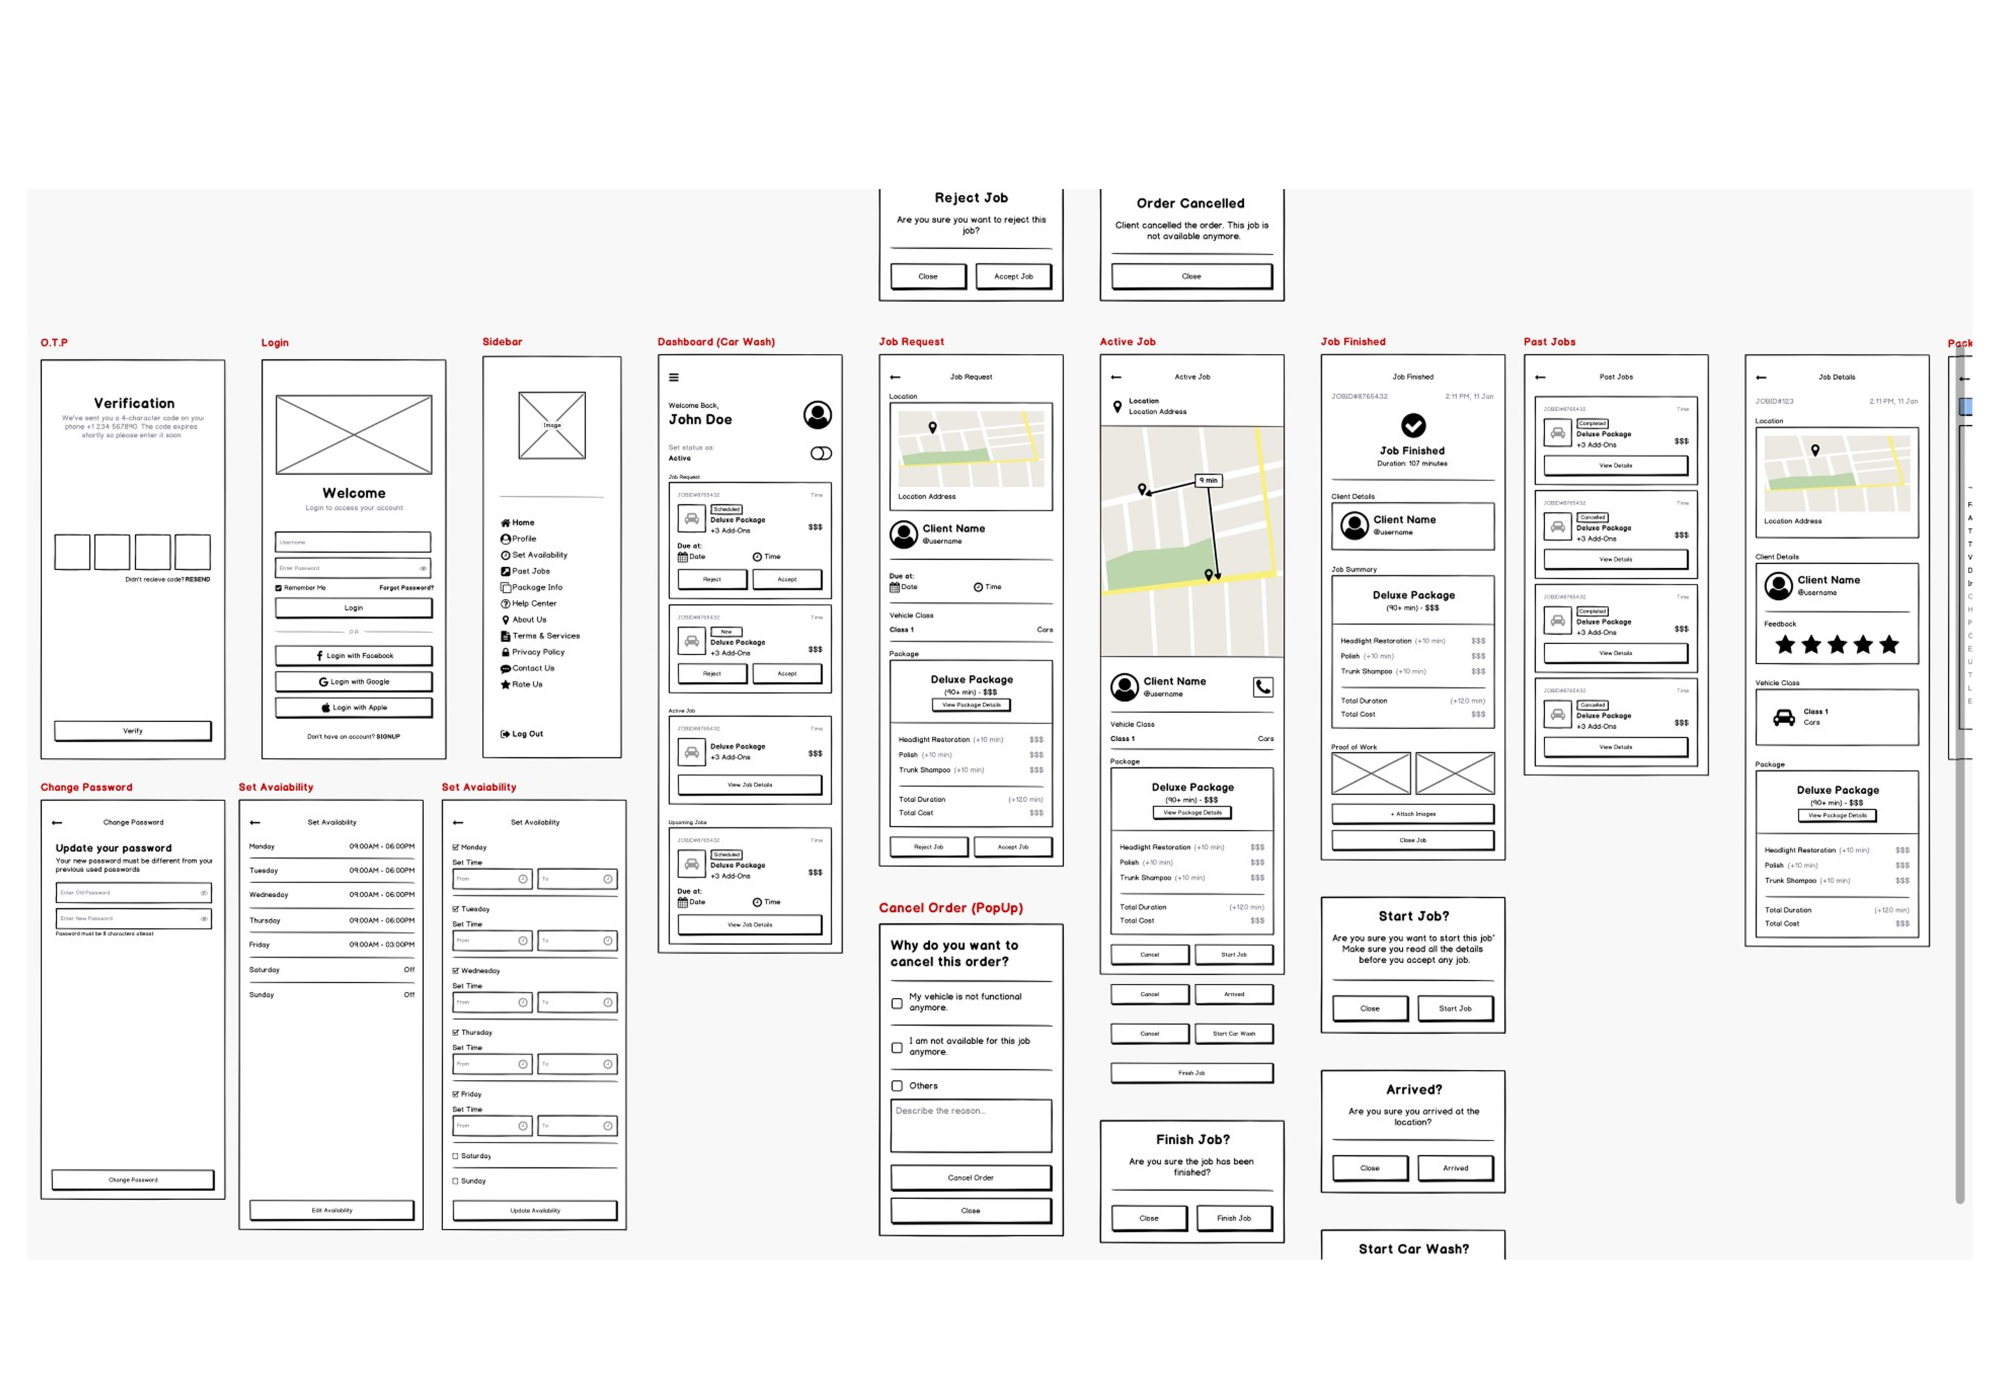 Reject Job
Are you sure you want to reject this
job?
Close
Accept Job
Order Cancelled
Client cancelled the order. This job is
not available anymore.
Close
O.T.P
Verification
We've sent you a 4-character code on your
phone +1 234 567890. The code expires
shortly so please enter it soon.
Didn't recieve code? RESEND
Verify
Login
Welcome
Login to access your account
Username
Enter Password
Remember Me
Forgot Password?
Login
OR
Login with Facebook
Login with Google
Login with Apple
Don't have an account? SIGNUP
Sidebar
Image
Home
Profile
Set Availability
Past Jobs
Package Info
Help Center
About Us
Terms & Services
Privacy Policy
Contact Us
Rate Us
Log Out
Dashboard (Car Wash)
Welcome Back,
John Doe
Set status as:
Active
Job Request
JOBID#8765432
Time
Scheduled
Deluxe Package
+3 Add-Ons
$$$
Due at:
Date
Time
Reject
Accept
JOBID#8765432
Time
New
Deluxe Package
+3 Add-Ons
$$$
Reject
Accept
Active Job
JOBID#8765432
Time
Deluxe Package
+3 Add-Ons
$$$
View Job Details
Upcoming Jobs
JOBID#8765432
Time
Scheduled
Deluxe Package
+3 Add-Ons
$$$
Due at:
Date
Time
View Job Details
Job Request
Job Request
Location
Location Address
Client Name
@username
Due at:
Date
Time
Vehicle Class
Class 1
Cars
Package
Deluxe Package
(90+ min) - $$$
View Package Details
Headlight Restoration (+10 min) $$$
Polish (+10 min) $$$
Trunk Shampoo (+10 min) $$$
Total Duration (+120 min)
Total Cost $$$
Reject Job
Accept Job
Active Job
Active Job
Location
Location Address
9 min
Client Name
@username
Vehicle Class
Class 1
Cars
Package
Deluxe Package
(90+ min) - $$$
View Package Details
Headlight Restoration (+10 min) $$$
Polish (+10 min) $$$
Trunk Shampoo (+10 min) $$$
Total Duration (+120 min)
Total Cost $$$
Cancel
Start Job
Cancel
Arrived
Cancel
Start Car Wash
Finish Job
Job Finished
Job Finished
JOBID#8765432
2:11 PM, 11 Jan
Job Finished
Duration: 107 minutes
Client Details
Client Name
@username
Job Summary
Deluxe Package
(90+ min) - $$$
Headlight Restoration (+10 min) $$$
Polish (+10 min) $$$
Trunk Shampoo (+10 min) $$$
Total Duration (+120 min)
Total Cost $$$
Proof of Work
+ Attach Images
Close Job
Past Jobs
Past Jobs
JOBID#8765432
Time
Completed
Deluxe Package
+3 Add-Ons
$$$
View Details
JOBID#8765432
Time
Cancelled
Deluxe Package
+3 Add-Ons
$$$
View Details
JOBID#8765432
Time
Completed
Deluxe Package
+3 Add-Ons
$$$
View Details
JOBID#8765432
Time
Cancelled
Deluxe Package
+3 Add-Ons
$$$
View Details
Job Details
JOBID#123
2:11 PM, 11 Jan
Location
Location Address
Client Details
Client Name
@username
Feedback
Vehicle Class
Class 1
Cars
Package
Deluxe Package
(90+ min) - $$$
View Package Details
Headlight Restoration (+10 min) $$$
Polish (+10 min) $$$
Trunk Shampoo (+10 min) $$$
Total Duration (+120 min)
Total Cost $$$
Pack
Change Password
Change Password
Update your password
Your new password must be different from your
previous used passwords
Enter Old Password
Enter New Password
Password must be 8 characters atleast
Change Password
Set Avaiability
Set Availability
Monday 09:00AM - 06:00PM
Tuesday 09:00AM - 06:00PM
Wednesday 09:00AM - 06:00PM
Thursday 09:00AM - 06:00PM
Friday 09:00AM - 03:00PM
Saturday Off
Sunday Off
Edit Availability
Set Avaiability
Set Availability
Monday
Set Time
From
To
Tuesday
Set Time
From
To
Wednesday
Set Time
From
To
Thursday
Set Time
From
To
Friday
Set Time
From
To
Saturday
Sunday
Update Availability
Cancel Order (PopUp)
Why do you want to
cancel this order?
My vehicle is not functional
anymore.
I am not available for this job
anymore.
Others
Describe the reason...
Cancel Order
Close
Finish Job?
Are you sure the job has been
finished?
Close
Finish Job
Start Job?
Are you sure you want to start this job'
Make sure you read all the details
before you accept any job.
Close
Start Job
Arrived?
Are you sure you arrived at the
location?
Close
Arrived
Start Car Wash?